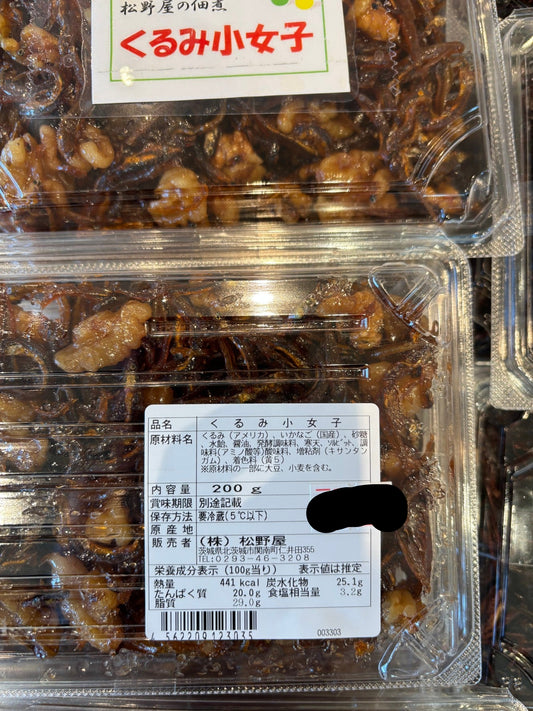 松野屋の佃煮
くるみ小女子
品名 くるみ小女子
原材料名 くるみ(アメリカ)、いかなご(国産)、砂糖
、水飴、醤油、発酵調味料、寒天、ソルビット、調
味料(アミノ酸等)酸味料、増粘剤(キサンタン
ガム)、着色料(黄5)
※原材料の一部に大豆、小麦を含む。
内容量 200g
賞味期限 別途記載
保存方法 要冷蔵(5℃以下)
原産地
販売者 (株)松野屋
茨城県北茨城市関南町仁井田355
TEL:0293-46-3208
栄養成分表示(100g当り) 表示値は推定
熱量 441kcal 炭水化物 25.1g
たんぱく質 20.0g 食塩相当量 3.2g
脂質 29.0g
4562209123035
003303